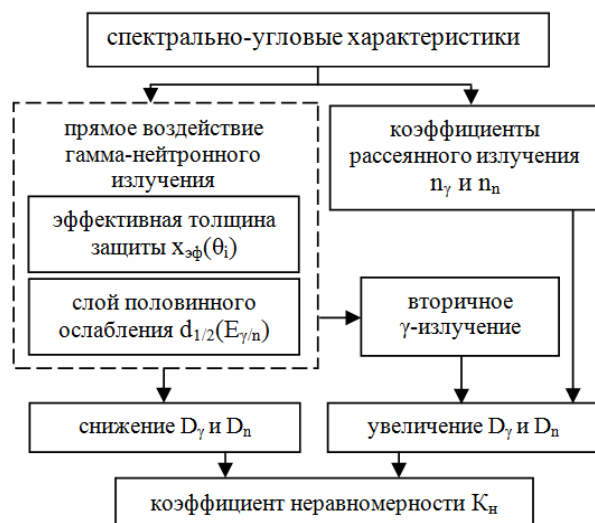 спектрально-угловые характеристики
прямое воздействие
гамма-нейтронного
излучения
эффективная толщина
защиты xэф(θi)
слой половинного
ослабления d1/2(Eγ/n)
коэффициенты
рассеянного излучения
nγ и nn
вторичное
γ-излучение
снижение Dγ и Dn
увеличение Dγ и Dn
коэффициент неравномерности Kн